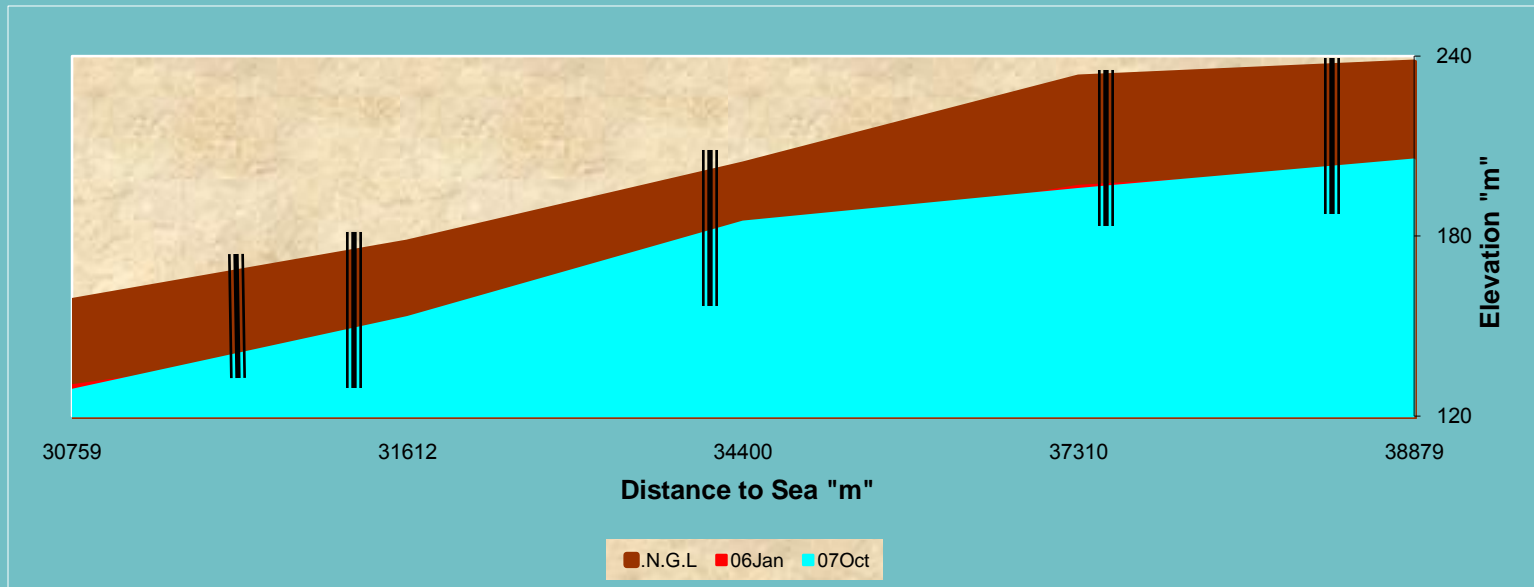 240
180
120
Elevation "m"
30759 31612 34400 37310 38879
Distance to Sea "m"
.N.G.L 06Jan 07Oct